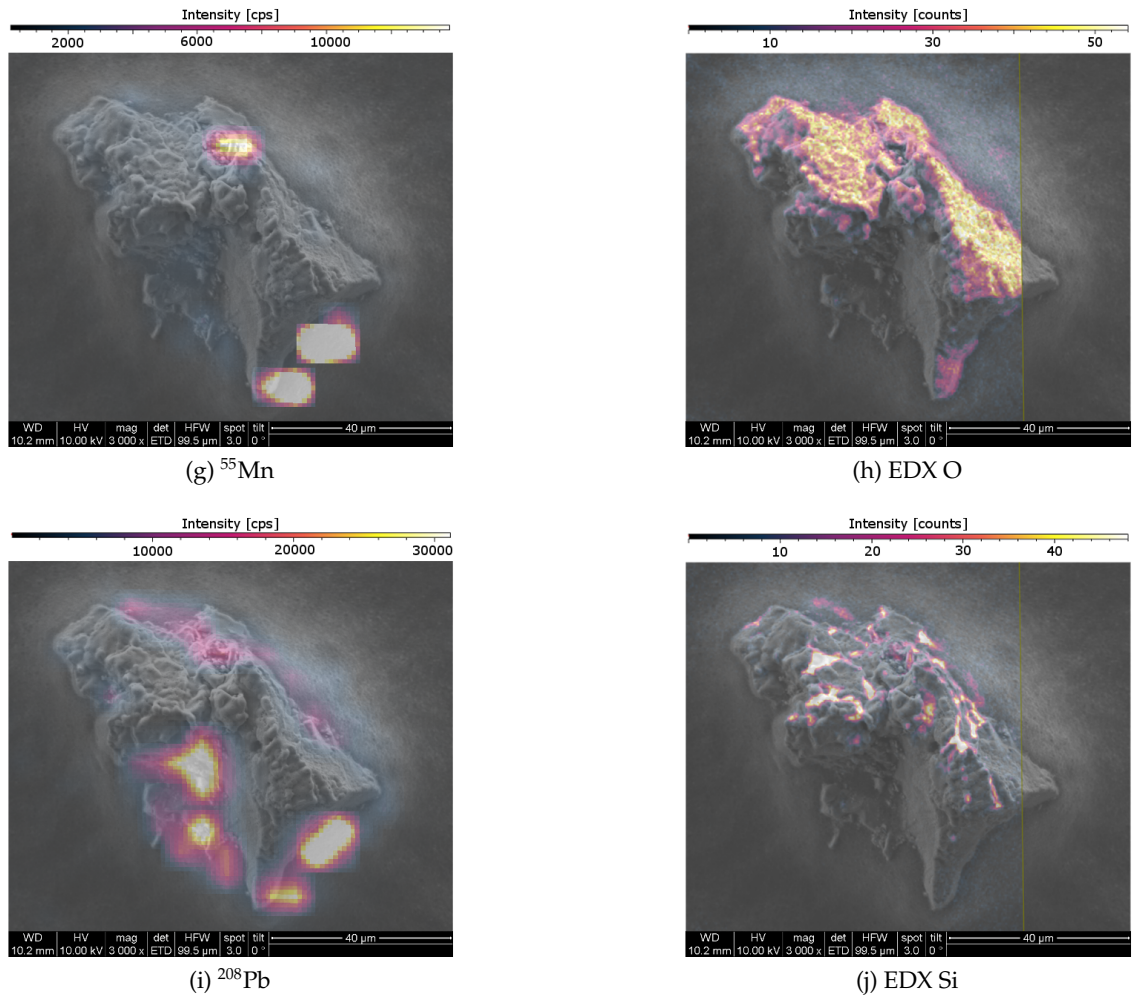 Intensity [cps]
2000 6000 10000
WD HV mag det HFW spot tilt
10.2 mm 10.00 kV 3 000 x ETD 99.5 µm 3.0 0 ° 40 µm
(g) ⁵⁵Mn
Intensity [counts]
10 30 50
WD HV mag det HFW spot tilt
10.2 mm 10.00 kV 3 000 x ETD 99.5 µm 3.0 0 ° 40 µm
(h) EDX O
Intensity [cps]
10000 20000 30000
WD HV mag det HFW spot tilt
10.2 mm 10.00 kV 3 000 x ETD 99.5 µm 3.0 0 ° 40 µm
(i) ²⁰⁸Pb
Intensity [counts]
10 20 30 40
WD HV mag det HFW spot tilt
10.2 mm 10.00 kV 3 000 x ETD 99.5 µm 3.0 0 ° 40 µm
(j) EDX Si